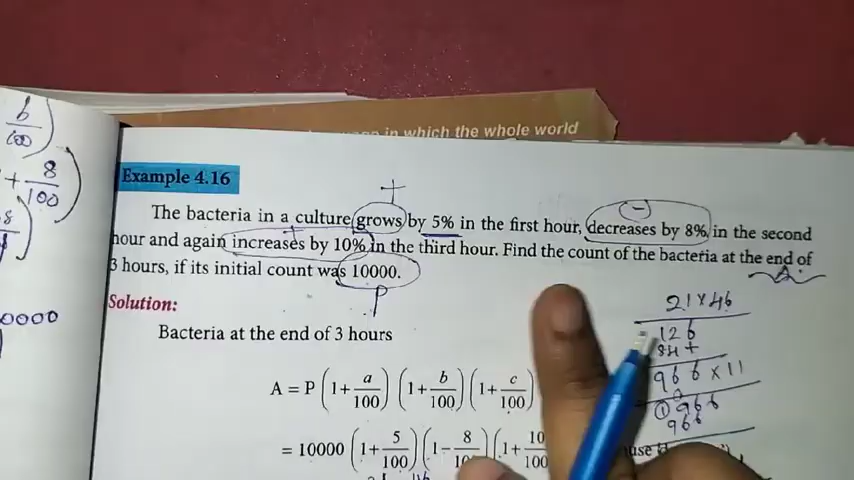 b
100
+ 8
100
8
0000
in which the whole world
Example 4.16
+
The bacteria in a culture grows by 5% in the first hour, decreases by 8% in the second
hour and again increases by 10% in the third hour. Find the count of the bacteria at the end of
3 hours, if its initial count was 10000.
−
+
A
P
Solution:
Bacteria at the end of 3 hours
A = P (1 + a/100) (1 + b/100) (1 + c/100)
= 10000 (1 + 5/100) (1 − 8/10 (1 + 10/100
21 × 46
126
84 +
966 × 11
966
966